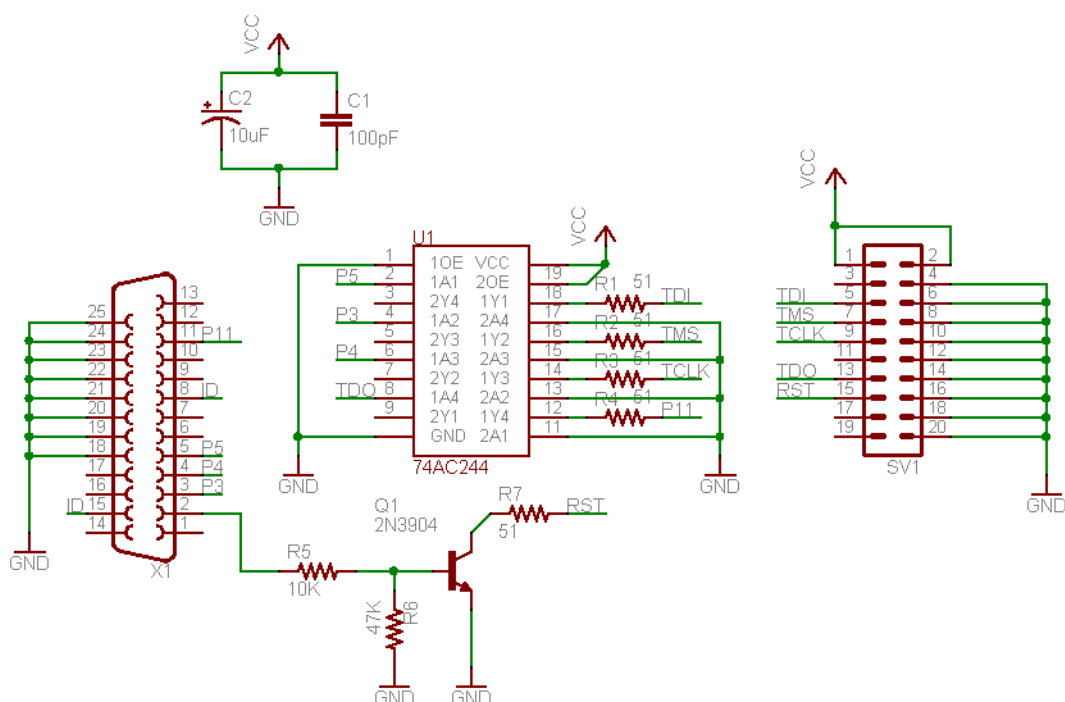 VCC
C2
10uF
C1
100pF
GND
VCC
1
3
5
7
9
11
13
15
17
19
2
4
6
8
10
12
14
16
18
20
TDI
TMS
TCLK
TDO
RST
SV1
GND
U1
VCC
1
2
3
4
5
6
7
8
9
P5
P3
P4
TDO
1OE VCC
1A1 2OE
2Y4 1Y1
1A2 2A4
2Y3 1Y2
1A3 2A3
2Y2 1Y3
1A4 2A2
2Y1 1Y4
GND 2A1
19
18
17
16
15
14
13
12
11
R1 51 TDI
R2 51 TMS
R3 51 TCLK
R4 51 P11
74AC244
GND
GND
25
24
23
22
21
20
19
18
17
16
15
14
13
12
11
10
9
8
7
6
5
4
3
2
1
P11
ID
P5
P4
P3
ID
X1
GND
Q1
2N3904
R7
51
RST
R5
10K
47K
R6
GND
GND